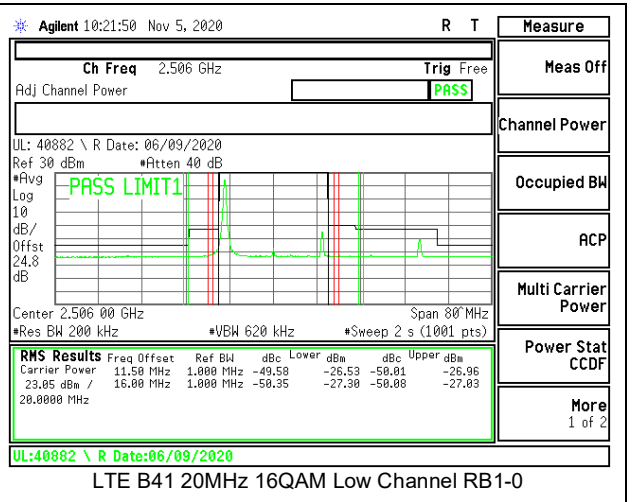 Agilent 10:21:50 Nov 5, 2020 R T
Measure
Ch Freq 2.506 GHz Trig Free
Meas Off
Adj Channel Power PASS
Channel Power
UL: 40882 \ R Date: 06/09/2020
Ref 30 dBm #Atten 40 dB
#Avg
Log
10
dB/
Offst
24.8
dB
PASS LIMIT1
Occupied BW
ACP
Center 2.506 00 GHz Span 80 MHz
#Res BW 200 kHz #VBW 620 kHz #Sweep 2 s (1001 pts)
Multi Carrier
Power
RMS Results Freq Offset Ref BW dBc Lower dBm dBc Upper dBm
Carrier Power 11.50 MHz 1.000 MHz -49.58 -26.53 -50.01 -26.96
23.05 dBm / 16.00 MHz 1.000 MHz -50.35 -27.30 -50.08 -27.03
20.0000 MHz
Power Stat
CCDF
More
1 of 2
UL:40882 \ R Date:06/09/2020
LTE B41 20MHz 16QAM Low Channel RB1-0